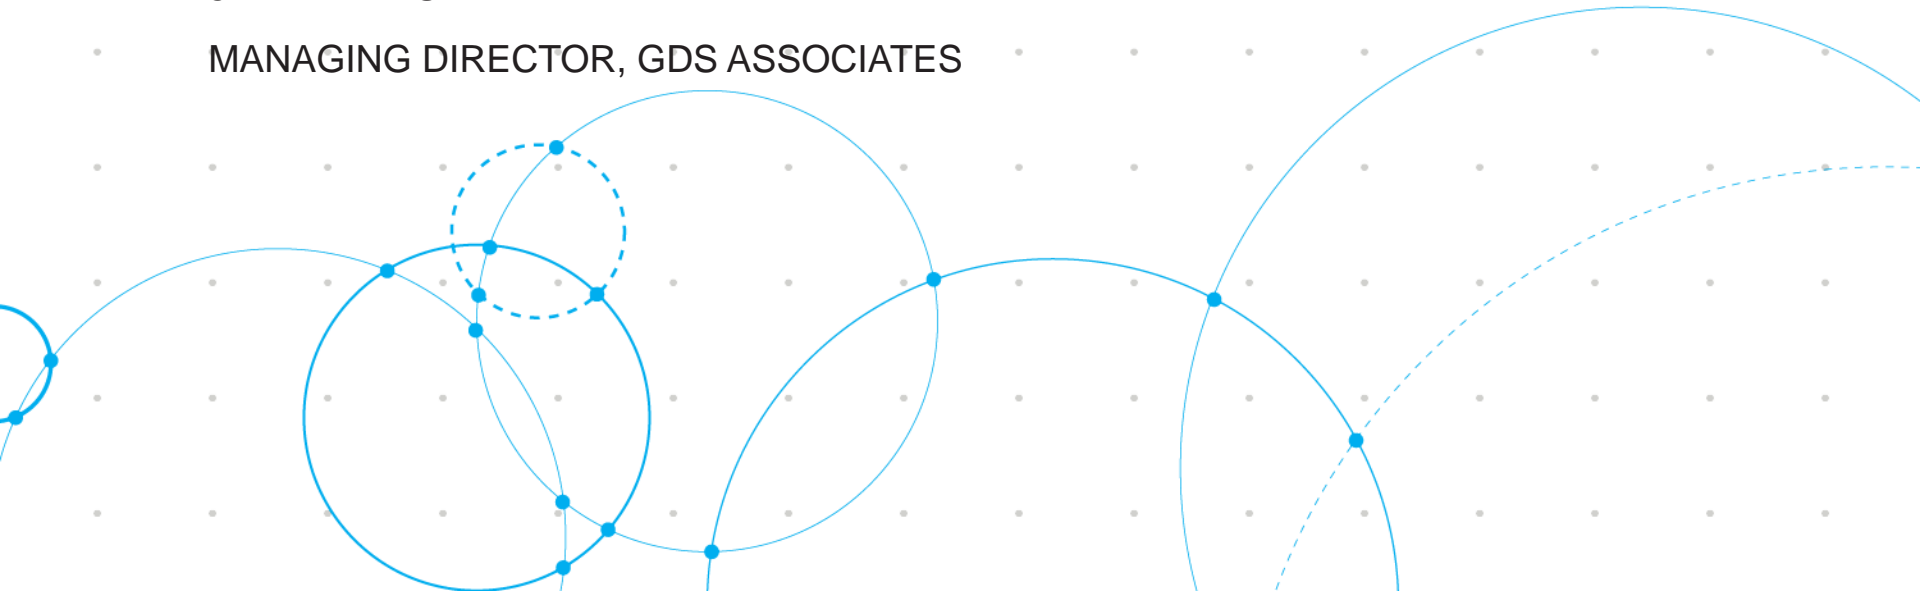 MANAGING DIRECTOR, GDS ASSOCIATES